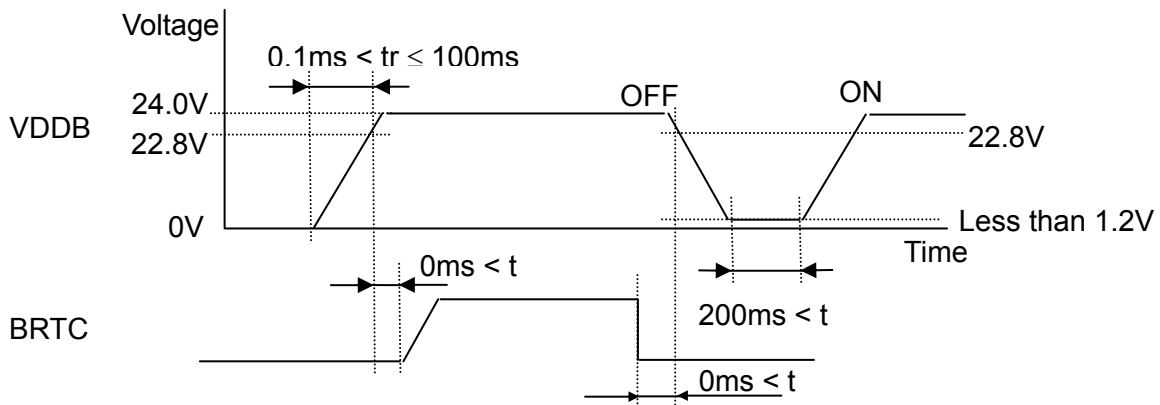 Voltage
0.1ms < tr ≤ 100ms
24.0V
OFF
ON
VDDB
22.8V
22.8V
0V
Less than 1.2V
Time
0ms < t
200ms < t
BRTC
0ms < t